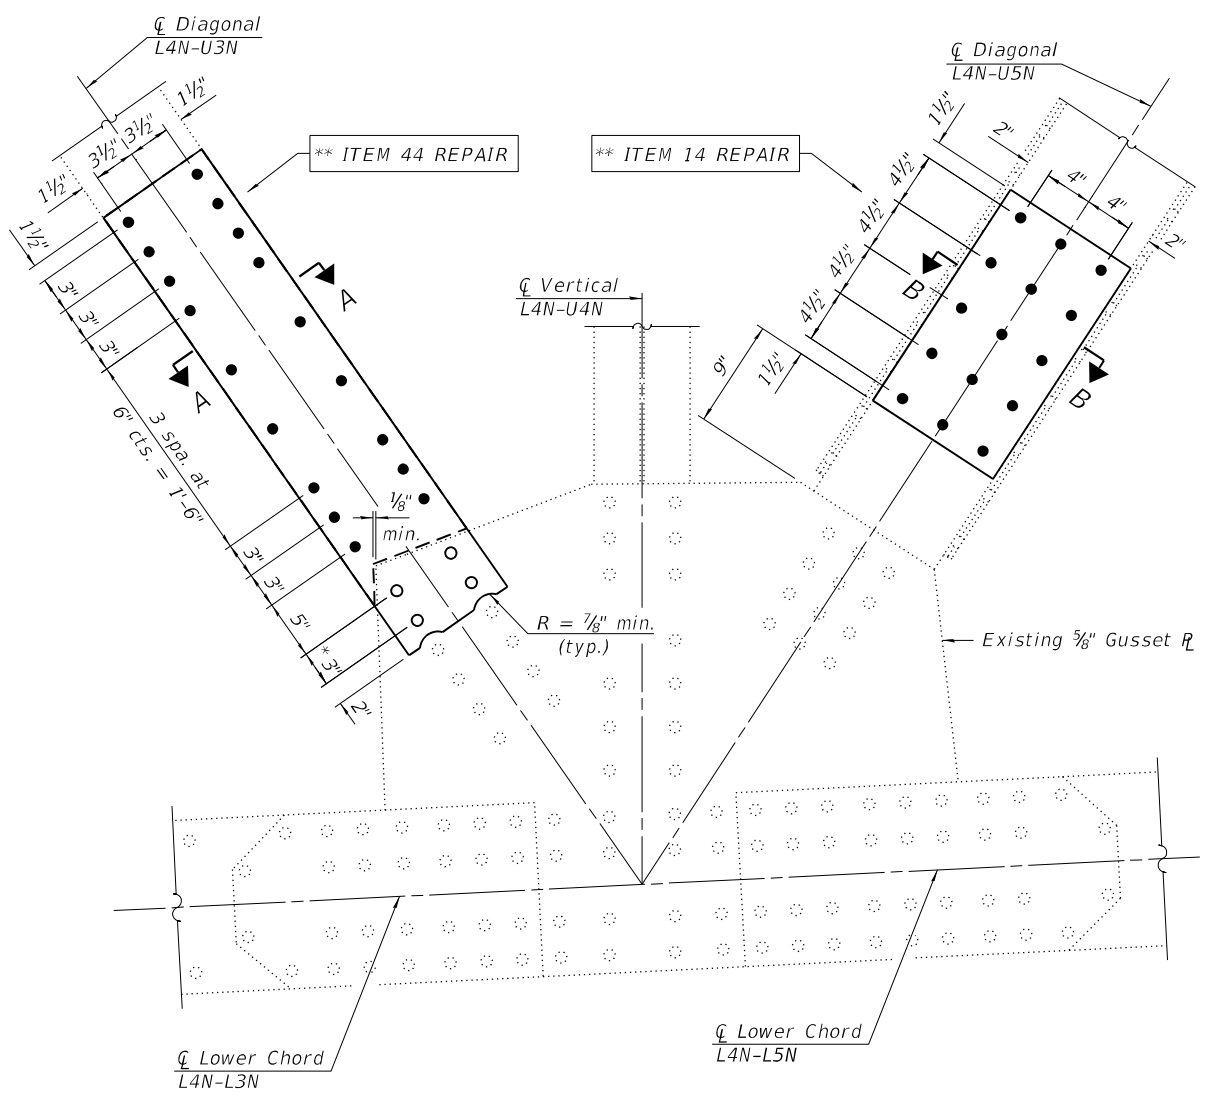 ℄ Diagonal
L4N-U3N
℄ Diagonal
L4N-U5N
** ITEM 44 REPAIR
** ITEM 14 REPAIR
1½"
3½"
3½"
1½"
1½"
3"
3"
3"
3 spa. at
6" cts. = 1'-6"
3"
3"
5"
* 3"
2"
A
A
⅛"
min.
R = ⅞" min.
(typ.)
℄ Vertical
L4N-U4N
1½"
2"
4½"
4½"
4½"
4½"
4"
4"
2"
9"
1½"
B
B
Existing ⅝" Gusset ℄
℄ Lower Chord
L4N-L3N
℄ Lower Chord
L4N-L5N